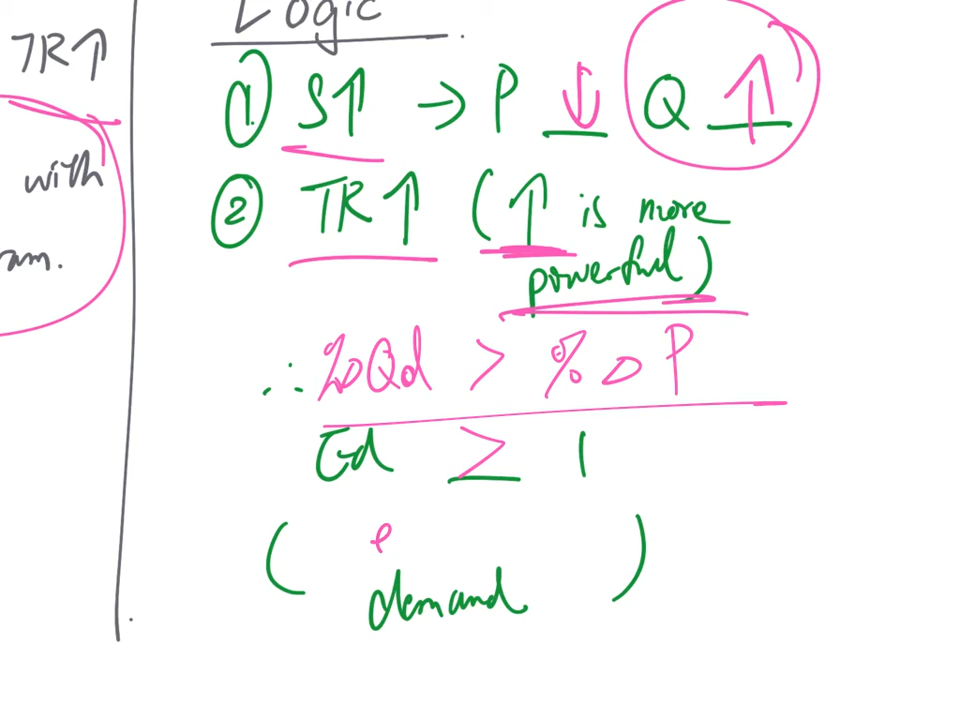 TR↑
with
am.
Logic
① S↑ → P ↓ Q ↑
② TR↑ (↑ is more
powerful)
∴ %ΔQd > %ΔP
Ed > 1
( e
demand )